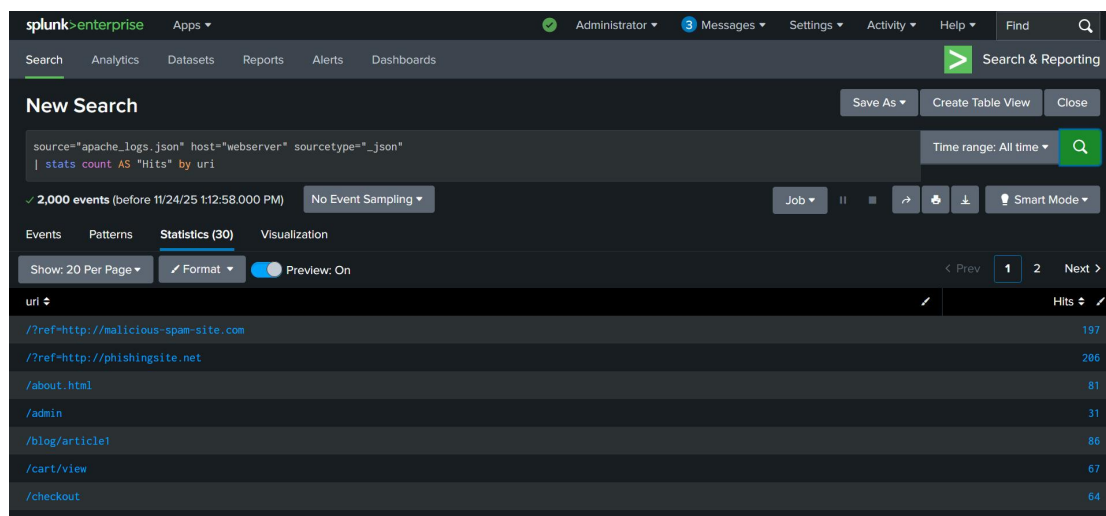 splunk>enterprise Apps Administrator 3 Messages Settings Activity Help Find
Search Analytics Datasets Reports Alerts Dashboards > Search & Reporting
New Search Save As Create Table View Close
source="apache_logs.json" host="webserver" sourcetype="_json" Time range: All time
| stats count AS "Hits" by uri
✓ 2,000 events (before 11/24/25 1:12:58.000 PM) No Event Sampling Job Smart Mode
Events Patterns Statistics (30) Visualization
Show: 20 Per Page Format Preview: On < Prev 1 2 Next >
uri Hits
/?ref=http://malicious-spam-site.com 197
/?ref=http://phishingsite.net 206
/about.html 81
/admin 31
/blog/article1 86
/cart/view 67
/checkout 64